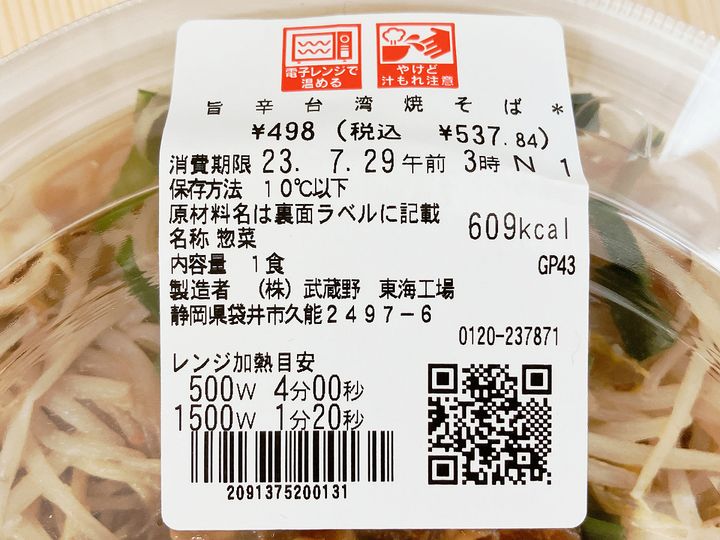 電子レンジで
温める
やけど
汁もれ注意
旨辛台湾焼そば*
¥498 (税込 ¥537.84)
消費期限 23. 7.29午前 3時 N 1
保存方法 10℃以下
原材料名は裏面ラベルに記載
609kcal
名称 惣菜
内容量 1食
GP43
製造者 (株)武蔵野 東海工場
静岡県袋井市久能2497-6
0120-237871
レンジ加熱目安
500W 4分00秒
1500W 1分20秒
2091375200131